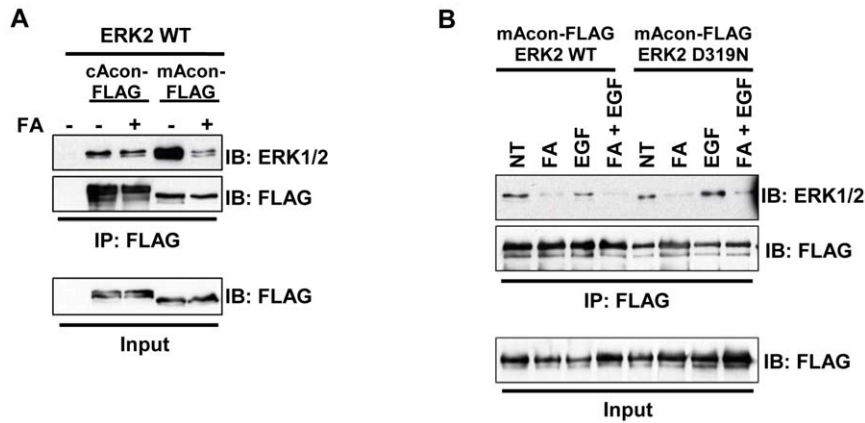 A
ERK2 WT
cAcon-
FLAG
mAcon-
FLAG
FA - - + - +
IB: ERK1/2
IB: FLAG
IP: FLAG
IB: FLAG
Input
B
mAcon-FLAG
ERK2 WT
mAcon-FLAG
ERK2 D319N
NT
FA
EGF
FA + EGF
NT
FA
EGF
FA + EGF
IB: ERK1/2
IB: FLAG
IP: FLAG
IB: FLAG
Input